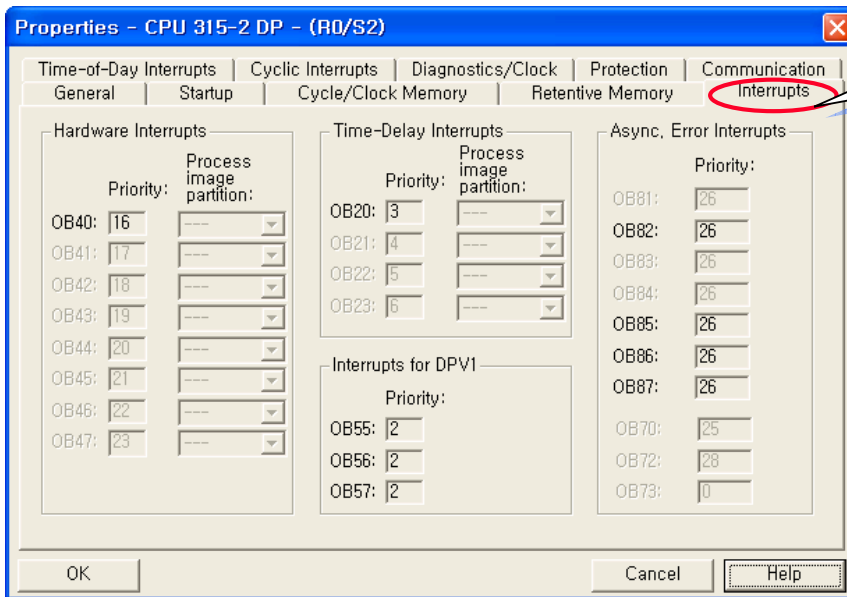 Properties - CPU 315-2 DP - (R0/S2)
Time-of-Day Interrupts Cyclic Interrupts Diagnostics/Clock Protection Communication
General Startup Cycle/Clock Memory Retentive Memory Interrupts
Hardware Interrupts
Priority: Process image partition:
OB40: 16 ---
OB41: 17 ---
OB42: 18 ---
OB43: 19 ---
OB44: 20 ---
OB45: 21 ---
OB46: 22 ---
OB47: 23 ---
Time-Delay Interrupts
Priority: Process image partition:
OB20: 3 ---
OB21: 4 ---
OB22: 5 ---
OB23: 6 ---
Interrupts for DPV1
Priority:
OB55: 2
OB56: 2
OB57: 2
Async, Error Interrupts
Priority:
OB81: 26
OB82: 26
OB83: 26
OB84: 26
OB85: 26
OB86: 26
OB87: 26
OB70: 25
OB72: 28
OB73: 0
OK Cancel Help